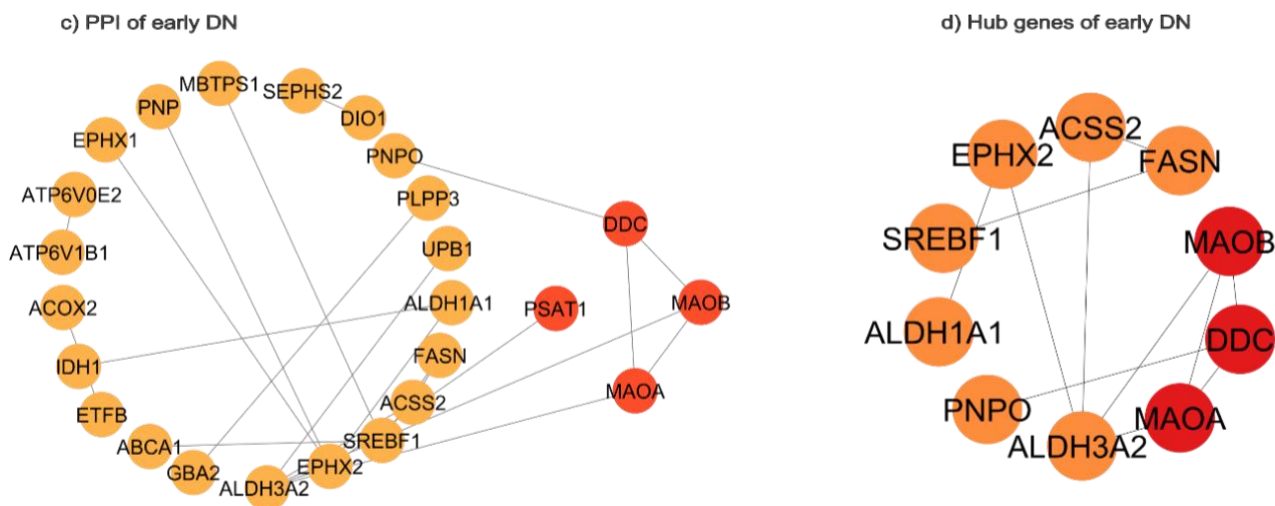 c) PPI of early DN
MBTPS1
SEPHS2
PNP
DIO1
EPHX1
PNPO
ATP6V0E2
PLPP3
DDC
ATP6V1B1
UPB1
ACOX2
ALDH1A1
PSAT1
MAOB
IDH1
FASN
MAOA
ETFB
ACSS2
ABCA1
SREBF1
GBA2
EPHX2
ALDH3A2
d) Hub genes of early DN
ACSS2
EPHX2
FASN
SREBF1
MAOB
ALDH1A1
DDC
PNPO
MAOA
ALDH3A2